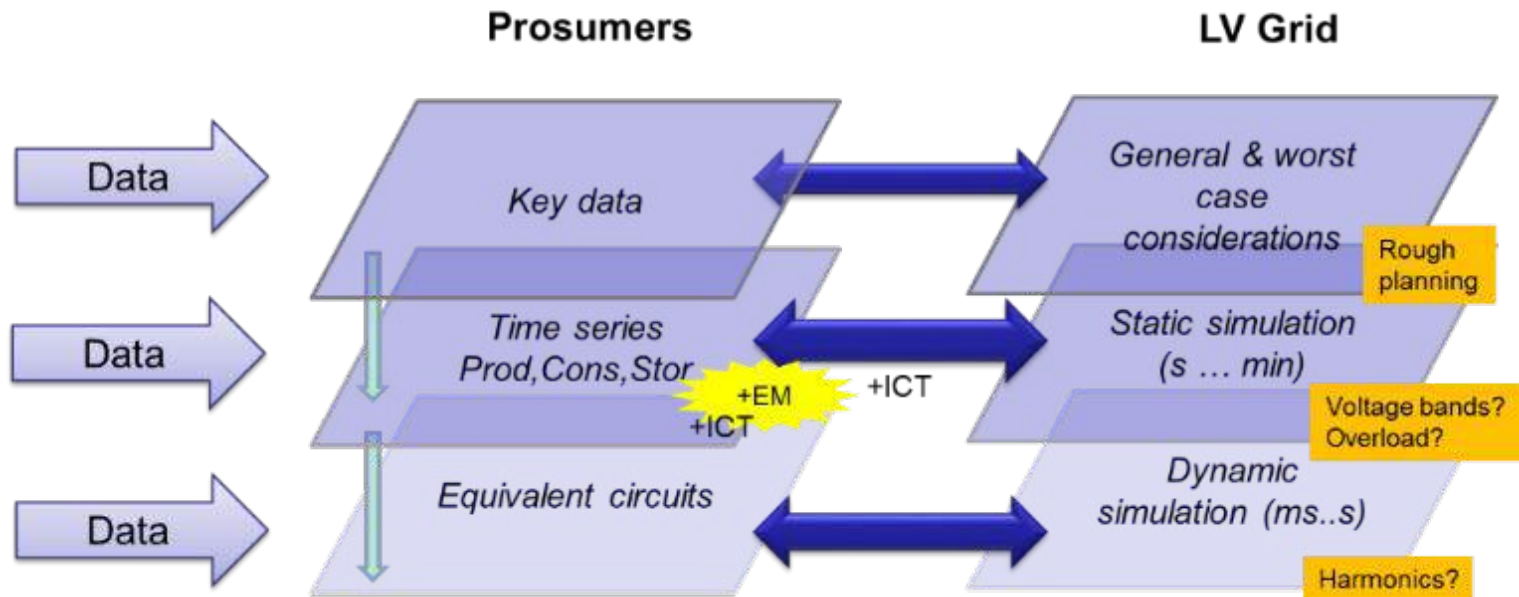 Prosumers
LV Grid
Data
Key data
General & worst
case
considerations
Rough
planning
Data
Time series
Prod,Cons,Stor
+EM
+ICT
+ICT
Static simulation
(s … min)
Voltage bands?
Overload?
Data
Equivalent circuits
Dynamic
simulation (ms..s)
Harmonics?